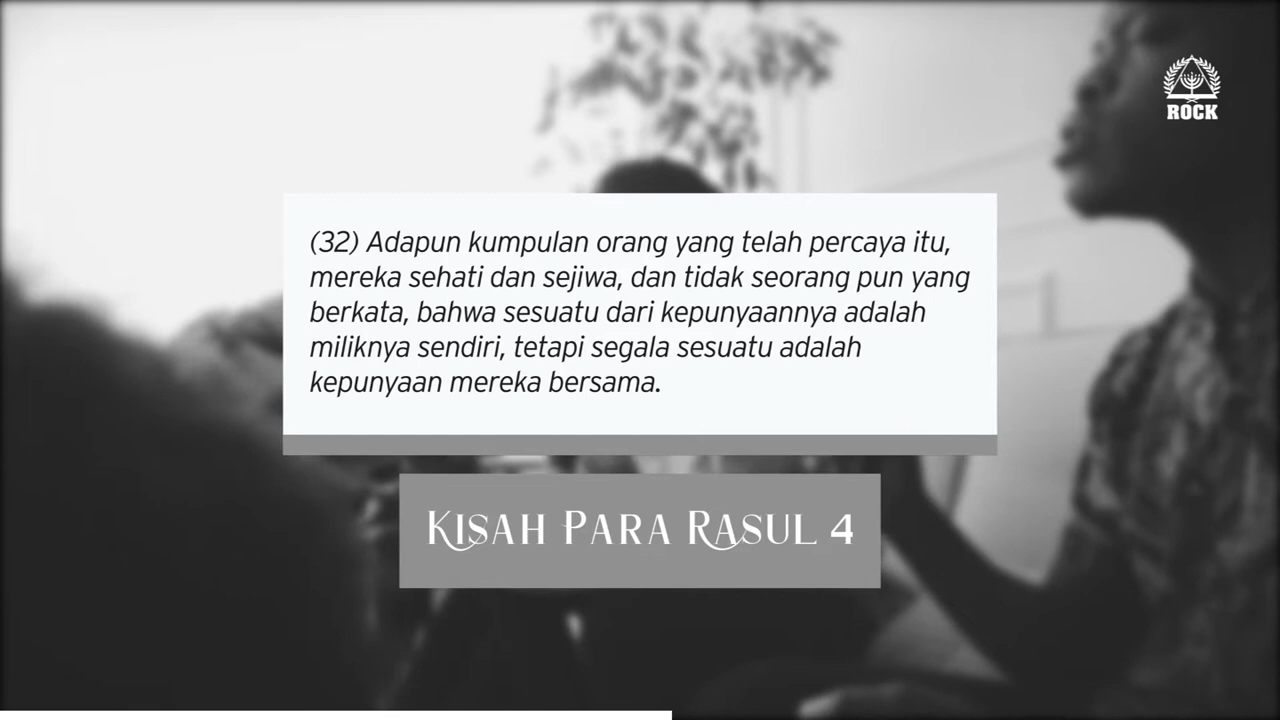 ROCK
(32) Adapun kumpulan orang yang telah percaya itu,
mereka sehati dan sejiwa, dan tidak seorang pun yang
berkata, bahwa sesuatu dari kepunyaannya adalah
miliknya sendiri, tetapi segala sesuatu adalah
kepunyaan mereka bersama.
Kisah Para Rasul 4